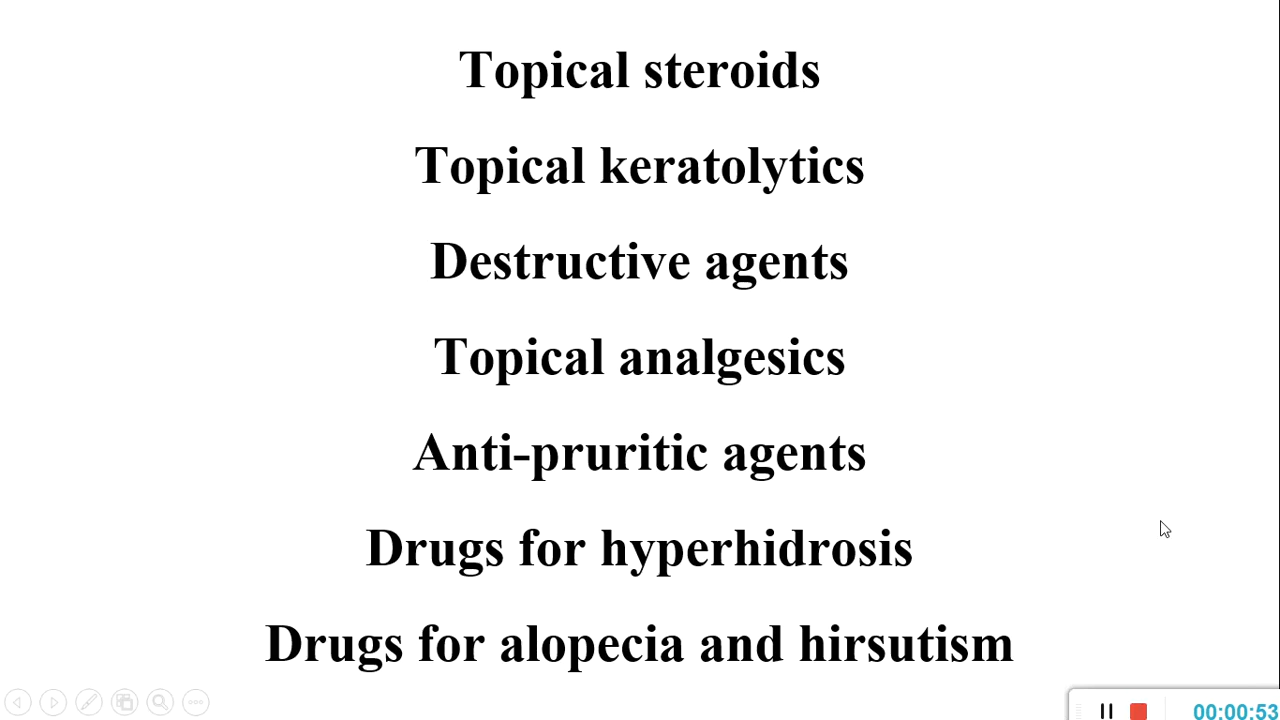 Topical steroids
Topical keratolytics
Destructive agents
Topical analgesics
Anti-pruritic agents
Drugs for hyperhidrosis
Drugs for alopecia and hirsutism
00:00:53